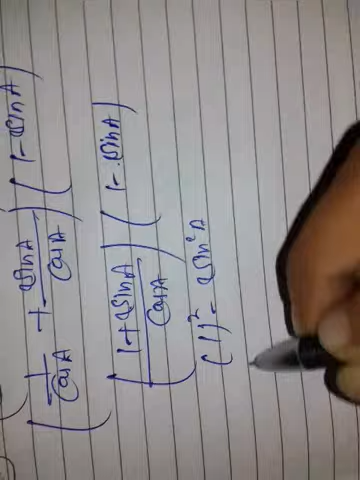 (1/CosA + SinA/CosA) (1-SinA)
(1+SinA/CosA) (1-SinA)
(1)² - Sin²A